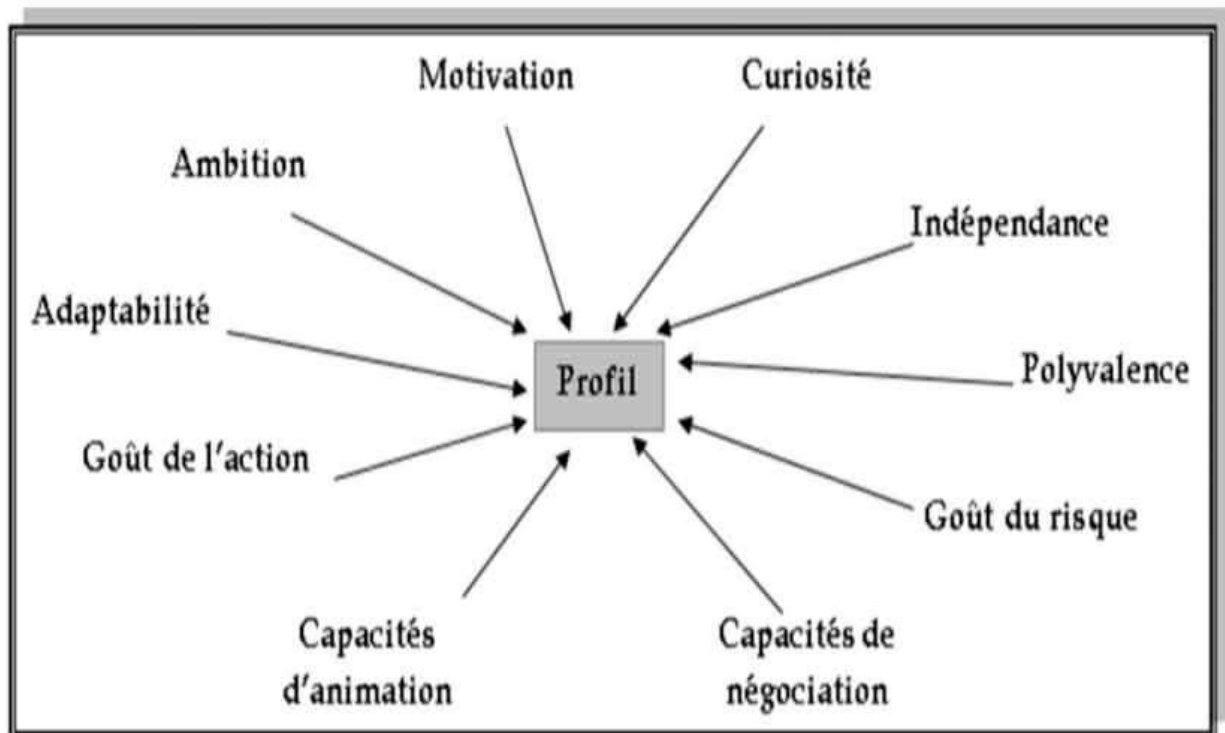 Motivation
Curiosité
Ambition
Indépendance
Adaptabilité
Profil
Polyvalence
Goût de l'action
Goût du risque
Capacités
d'animation
Capacités de
négociation